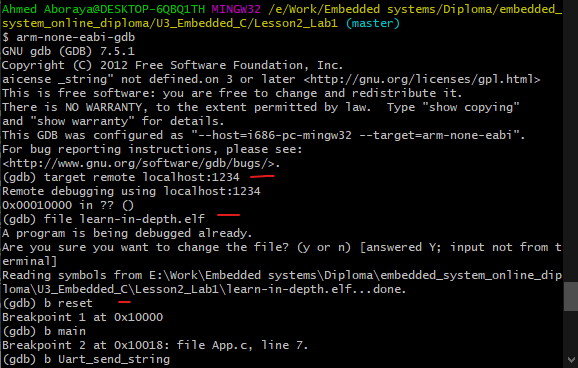 Ahmed Aboraya@DESKTOP-6QBQ1TH MINGW32 /e/Work/Embedded systems/Diploma/embedded_
system_online_diploma/U3_Embedded_C/Lesson2_Lab1 (master)
$ arm-none-eabi-gdb
GNU gdb (GDB) 7.5.1
Copyright (C) 2012 Free Software Foundation, Inc.
aicense _string" not defined.on 3 or later <http://gnu.org/licenses/gpl.html>
This is free software: you are free to change and redistribute it.
There is NO WARRANTY, to the extent permitted by law.  Type "show copying"
and "show warranty" for details.
This GDB was configured as "--host=i686-pc-mingw32 --target=arm-none-eabi".
For bug reporting instructions, please see:
<http://www.gnu.org/software/gdb/bugs/>.
(gdb) target remote localhost:1234
Remote debugging using localhost:1234
0x00010000 in ?? ()
(gdb) file learn-in-depth.elf
A program is being debugged already.
Are you sure you want to change the file? (y or n) [answered Y; input not from t
erminal]
Reading symbols from E:\Work\Embedded systems\Diploma\embedded_system_online_dip
loma\U3_Embedded_C\Lesson2_Lab1\learn-in-depth.elf...done.
(gdb) b reset
Breakpoint 1 at 0x10000
(gdb) b main
Breakpoint 2 at 0x10018: file App.c, line 7.
(gdb) b Uart_send_string